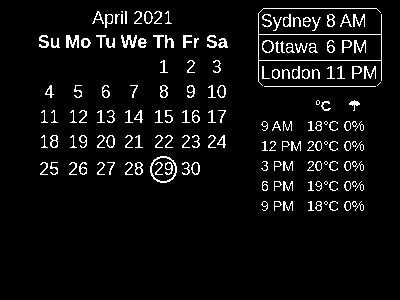 April 2021
Su Mo Tu We Th Fr Sa
1 2 3
4 5 6 7 8 9 10
11 12 13 14 15 16 17
18 19 20 21 22 23 24
25 26 27 28 29 30
Sydney 8 AM
Ottawa 6 PM
London 11 PM
°C ☂
9 AM 18°C 0%
12 PM 20°C 0%
3 PM 20°C 0%
6 PM 19°C 0%
9 PM 18°C 0%